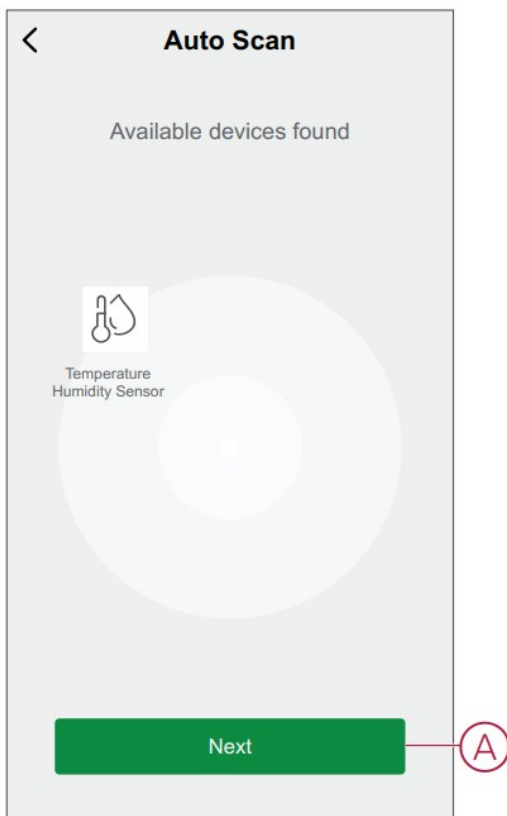 Auto Scan
Available devices found
Temperature
Humidity Sensor
Next
A